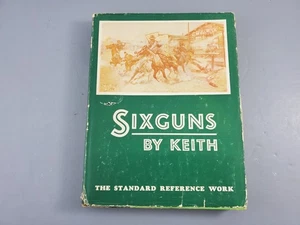 SIXGUNS
BY KEITH
THE STANDARD REFERENCE WORK